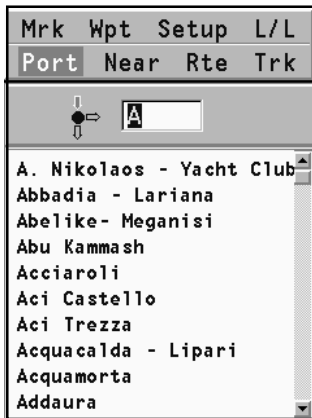 Mrk Wpt Setup L/L
Port Near Rte Trk
A
A. Nikolaos - Yacht Club
Abbadia - Lariana
Abelike- Meganisi
Abu Kammash
Acciaroli
Aci Castello
Aci Trezza
Acquacalda - Lipari
Acquamorta
Addaura